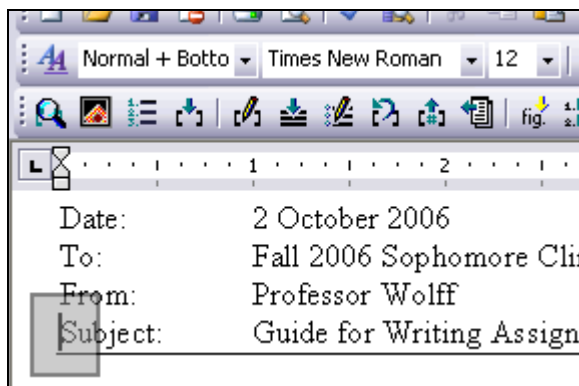 Normal + Botto Times New Roman 12
fig.
1 2
Date: 2 October 2006
To: Fall 2006 Sophomore Cli
From: Professor Wolff
Subject: Guide for Writing Assign